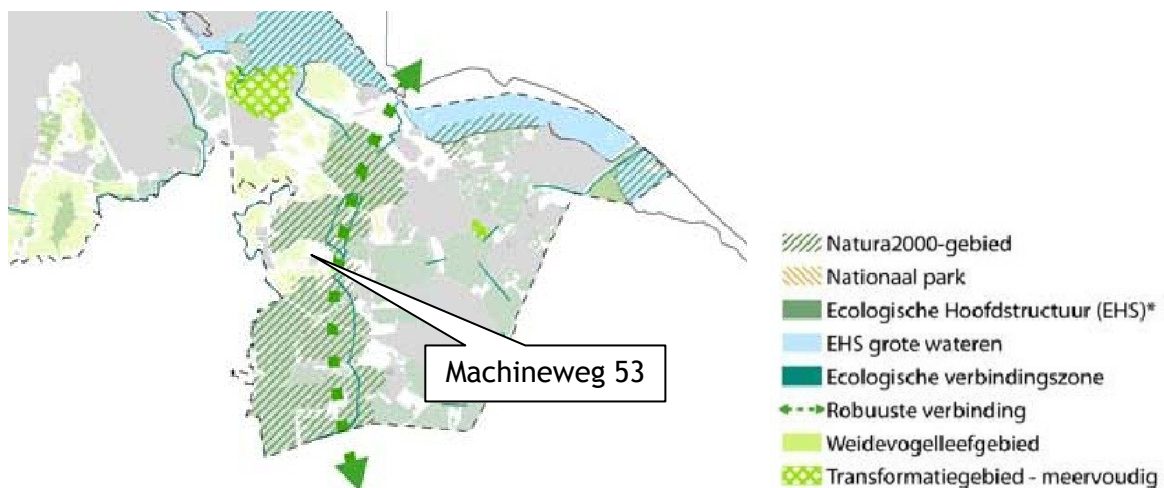 Machineweg 53
Natura2000-gebied
Nationaal park
Ecologische Hoofdstructuur (EHS)*
EHS grote wateren
Ecologische verbindingszone
Robuuste verbinding
Weidevogelleefgebied
Transformatiegebied - meervoudig